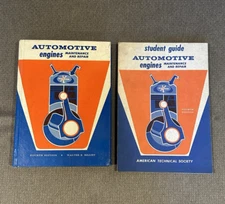 AUTOMOTIVE
engines MAINTENANCE
AND REPAIR
student guide
AUTOMOTIVE
engines MAINTENANCE
AND REPAIR
AMERICAN TECHNICAL SOCIETY